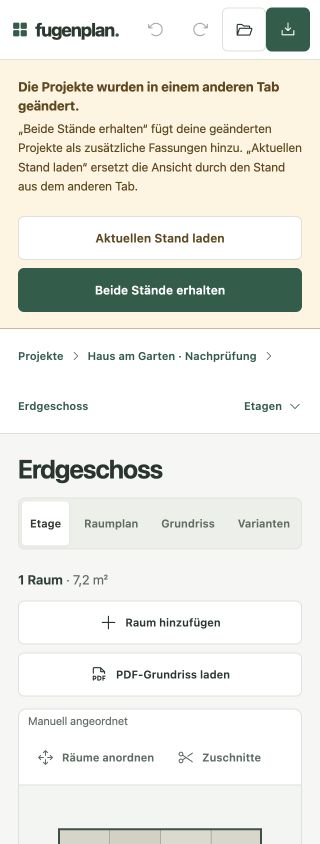 fugenplan.
Die Projekte wurden in einem anderen Tab
geändert.
„Beide Stände erhalten“ fügt deine geänderten
Projekte als zusätzliche Fassungen hinzu. „Aktuellen
Stand laden“ ersetzt die Ansicht durch den Stand
aus dem anderen Tab.
Aktuellen Stand laden
Beide Stände erhalten
Projekte > Haus am Garten · Nachprüfung >
Erdgeschoss Etagen
Erdgeschoss
Etage Raumplan Grundriss Varianten
1 Raum · 7,2 m²
Raum hinzufügen
PDF PDF-Grundriss laden
Manuell angeordnet
Räume anordnen Zuschnitte